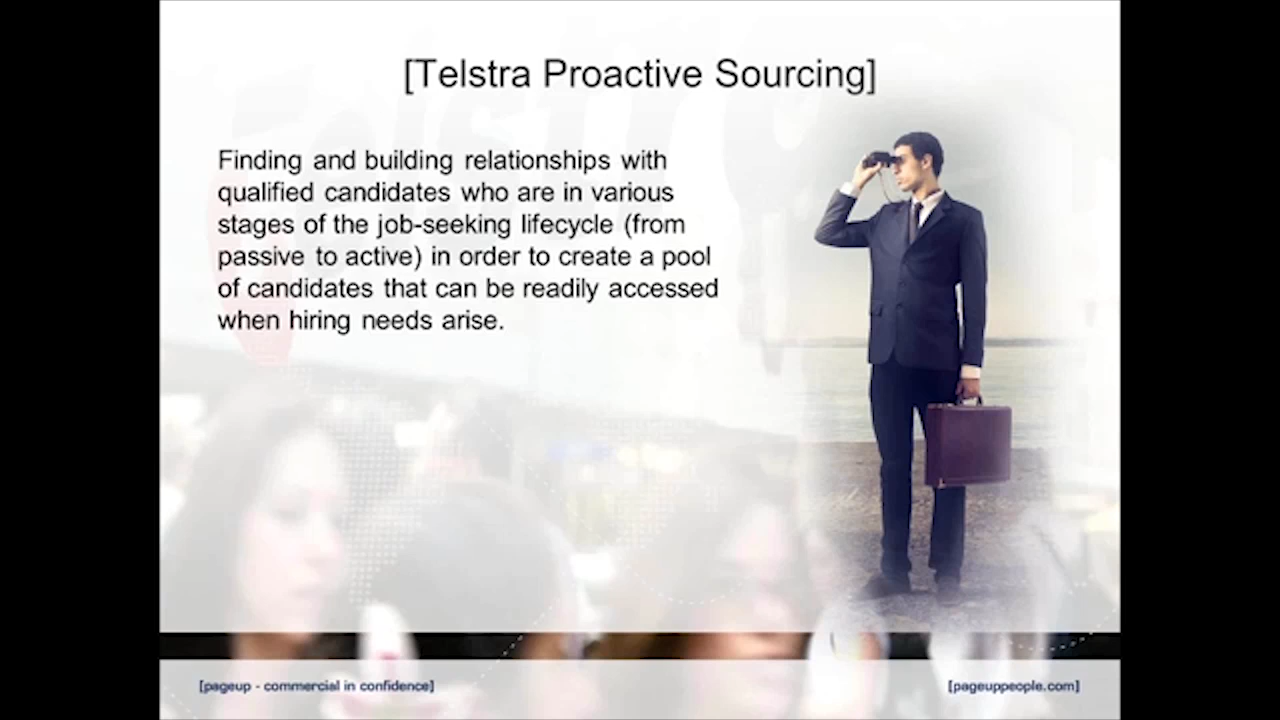 [Telstra Proactive Sourcing]
Finding and building relationships with
qualified candidates who are in various
stages of the job-seeking lifecycle (from
passive to active) in order to create a pool
of candidates that can be readily accessed
when hiring needs arise.
[pageup - commercial in confidence]
[pageuppeople.com]